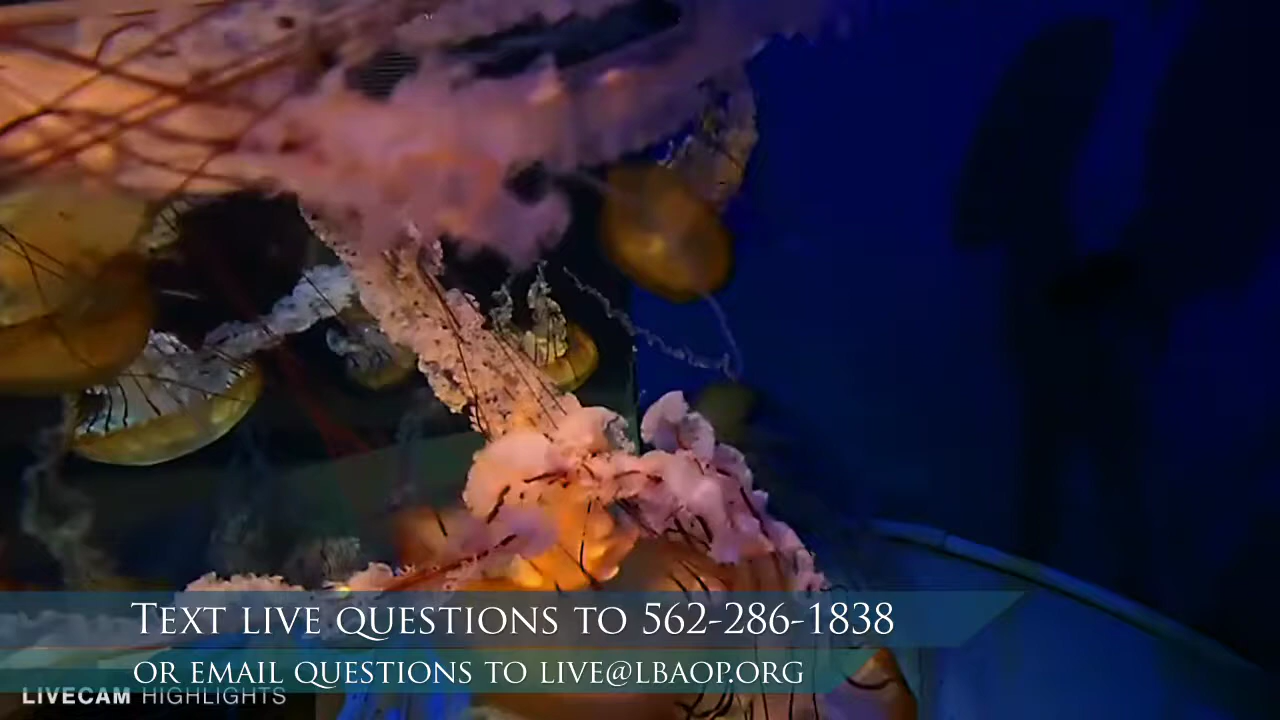 TEXT LIVE QUESTIONS TO 562-286-1838
OR EMAIL QUESTIONS TO LIVE@LBAOP.ORG
LIVECAM HIGHLIGHTS